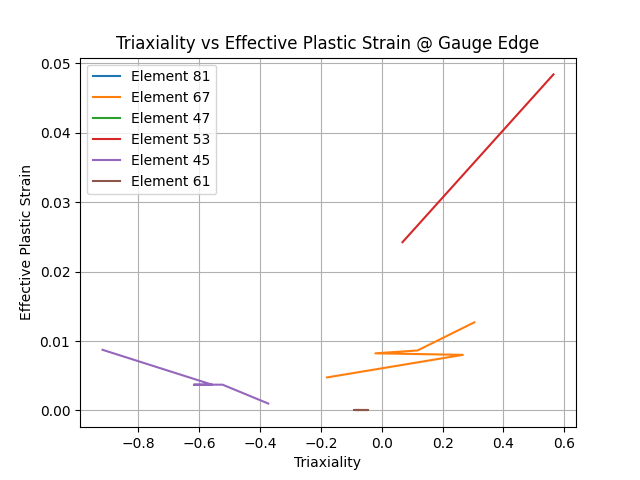 Triaxiality vs Effective Plastic Strain @ Gauge Edge
Element 81
Element 67
Element 47
Element 53
Element 45
Element 61
Effective Plastic Strain
0.05
0.04
0.03
0.02
0.01
0.00
−0.8 −0.6 −0.4 −0.2 0.0 0.2 0.4 0.6
Triaxiality